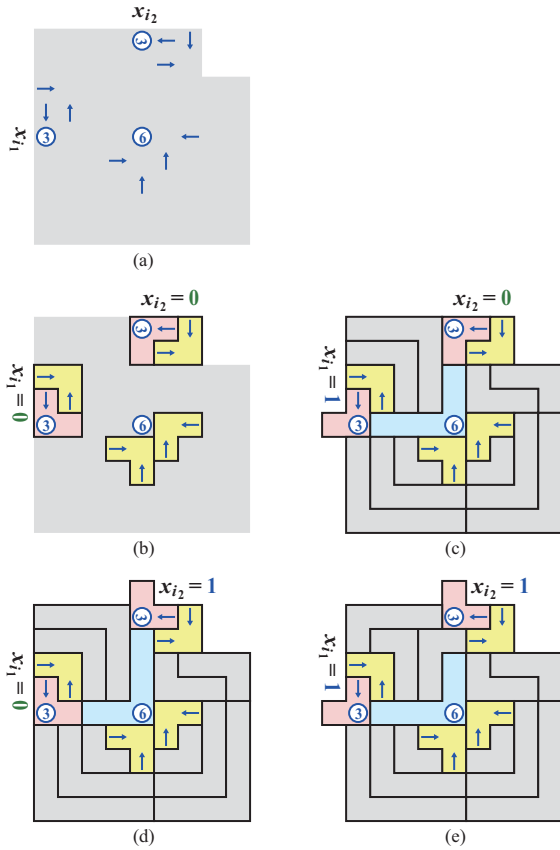 x_{i_2}
3
x_{i_1}
3
6
(a)
x_{i_2} = 0
3
x_{i_1} = 0
3
6
(b)
x_{i_2} = 0
3
x_{i_1} = 1
3
6
(c)
x_{i_2} = 1
3
x_{i_1} = 0
3
6
(d)
x_{i_2} = 1
3
x_{i_1} = 1
3
6
(e)